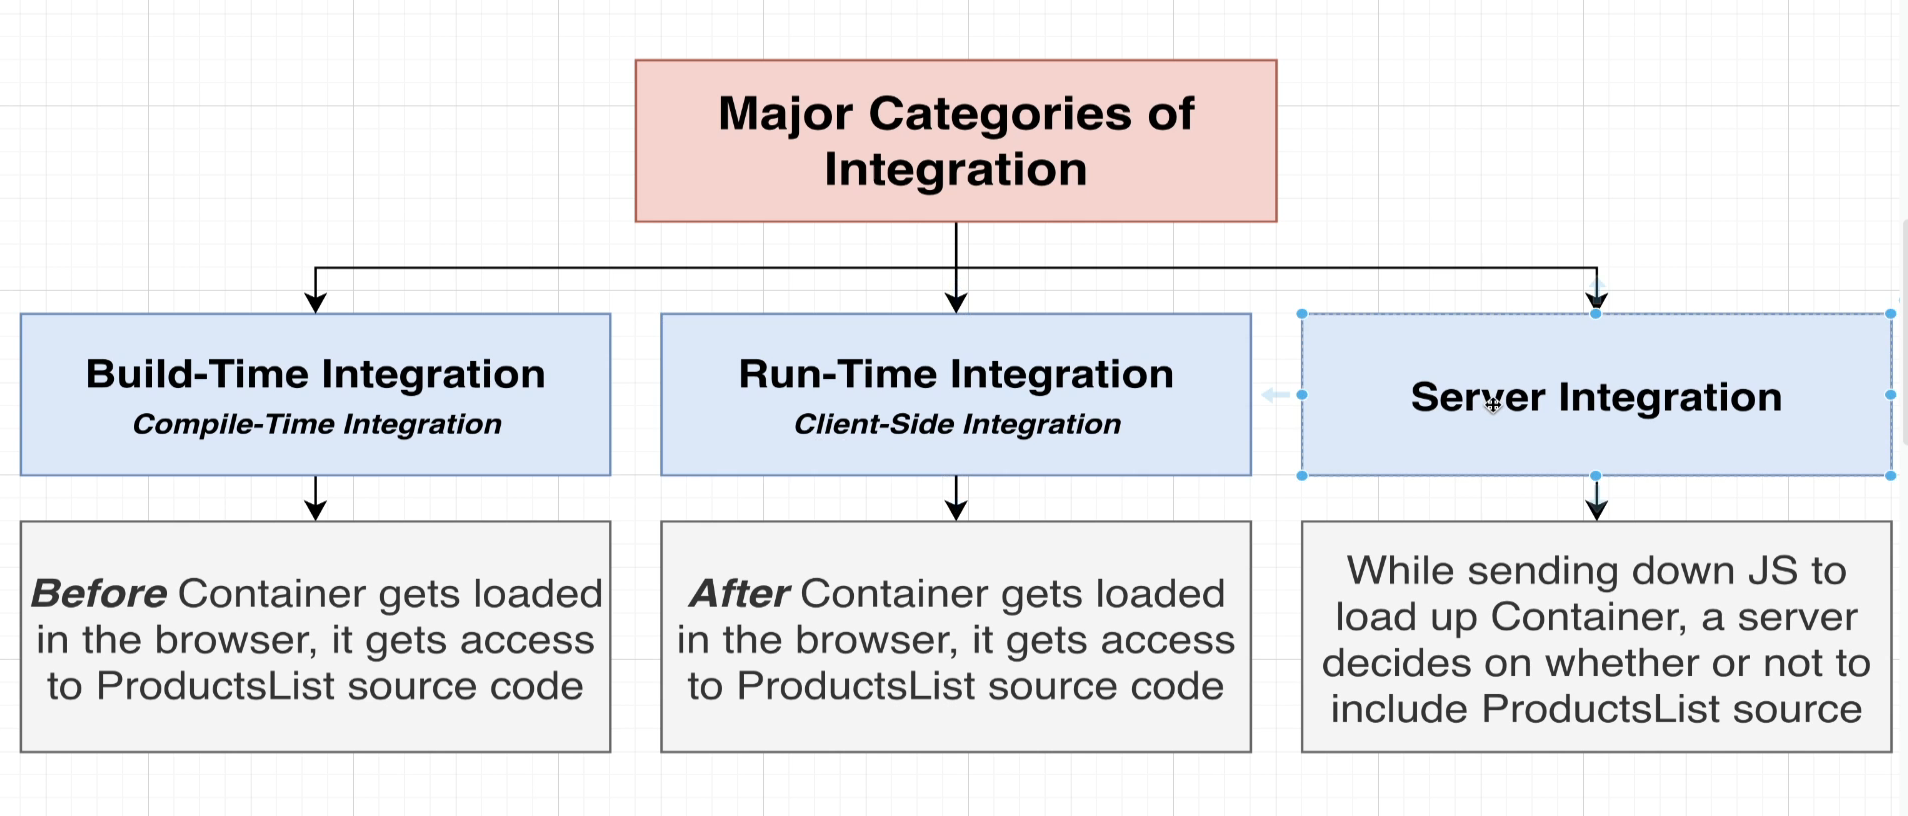 Major Categories of
Integration
Build-Time Integration
Compile-Time Integration
Run-Time Integration
Client-Side Integration
Server Integration
Before Container gets loaded
in the browser, it gets access
to ProductsList source code
After Container gets loaded
in the browser, it gets access
to ProductsList source code
While sending down JS to
load up Container, a server
decides on whether or not to
include ProductsList source